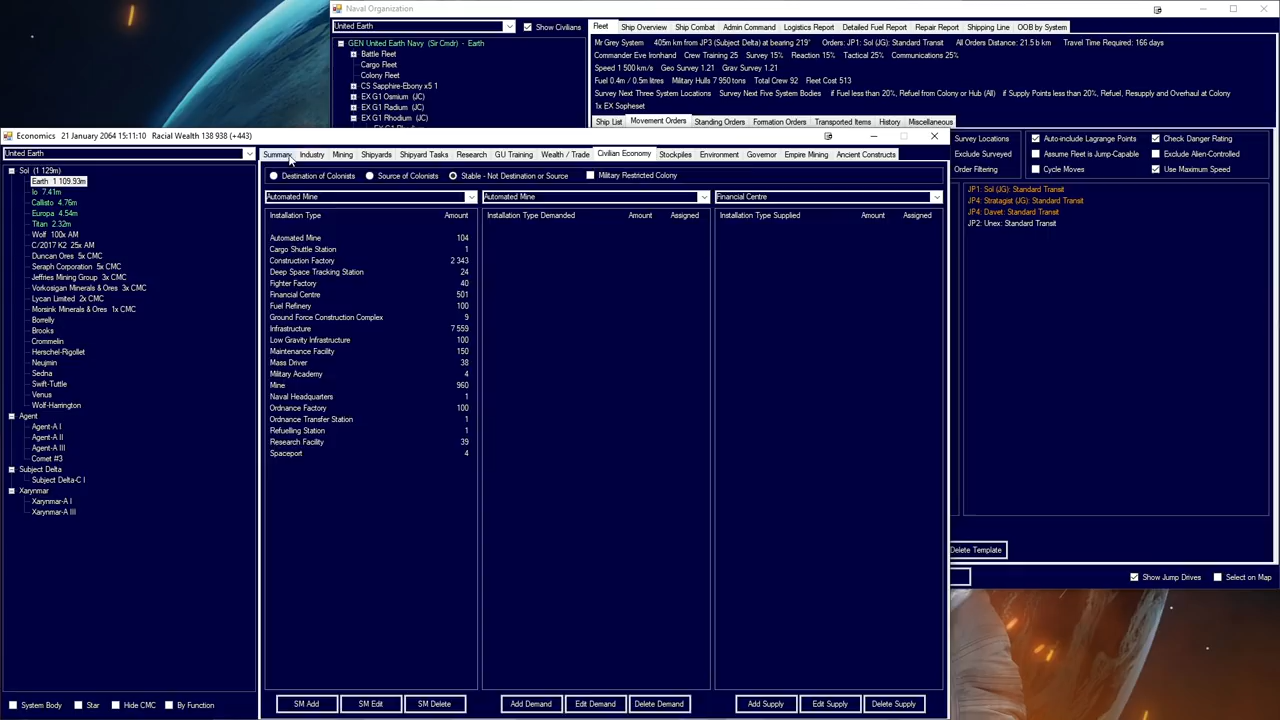 Naval Organization
United Earth
Show Civilians
GEN United Earth Navy (Sir Cmdr) - Earth
Battle Fleet
Cargo Fleet
Colony Fleet
CS Sapphire-Ebony x5 1
EX G1 Osmium (JC)
EX G1 Radium (JC)
EX G1 Rhodium (JC)
Fleet Ship Overview Ship Combat Admin Command Logistics Report Detailed Fuel Report Repair Report Shipping Line OOB by System
Mr Grey System 405m km from JP3 (Subject Delta) at bearing 219° Orders: JP1: Sol (JG): Standard Transit All Orders Distance: 21.5 b km Travel Time Required: 166 days
Commander Eve Ironhand Crew Training 25 Survey 15% Reaction 15% Tactical 25% Communications 25%
Speed 1 500 km/s Geo Survey 1.21 Grav Survey 1.21
Fuel 0.4m / 0.5m litres Military Hulls 7 950 tons Total Crew 92 Fleet Cost 513
Survey Next Three System Locations Survey Next Five System Bodies if Fuel less than 20%, Refuel from Colony or Hub (All) if Supply Points less than 20%, Refuel, Resupply and Overhaul at Colony
1x EX Sopheset
Ship List Movement Orders Standing Orders Formation Orders Transported Items History Miscellaneous
Economics 21 January 2064 15:11:10 Racial Wealth 138 938 (+443)
United Earth
Summary Industry Mining Shipyards Shipyard Tasks Research GU Training Wealth / Trade Civilian Economy Stockpiles Environment Governor Empire Mining Ancient Constructs
Survey Locations Auto-include Lagrange Points Check Danger Rating
Exclude Surveyed Assume Fleet is Jump-Capable Exclude Alien-Controlled
Order Filtering Cycle Moves Use Maximum Speed
JP1: Sol (JG): Standard Transit
JP4: Stratagist (JG): Standard Transit
JP4: Davet: Standard Transit
JP2: Unex: Standard Transit
Sol (1 129m)
Earth 1 109.93m
Io 7.41m
Callisto 4.76m
Europa 4.54m
Titan 2.32m
Wolf 100x AM
C/2017 K2 25x AM
Duncan Ores 5x CMC
Seraph Corporation 5x CMC
Jeffries Mining Group 3x CMC
Vorkosigan Minerals & Ores 3x CMC
Lycan Limited 2x CMC
Morsink Minerals & Ores 1x CMC
Borrelly
Brooks
Crommelin
Herschel-Rigollet
Neujmin
Sedna
Swift-Tuttle
Venus
Wolf-Harrington
Agent
Agent-A I
Agent-A II
Agent-A III
Comet #3
Subject Delta
Subject Delta-C I
Xarynmar
Xarynmar-A I
Xarynmar-A III
Destination of Colonists Source of Colonists Stable - Not Destination or Source Military Restricted Colony
Automated Mine Automated Mine Financial Centre
Installation Type Amount Installation Type Demanded Amount Assigned Installation Type Supplied Amount Assigned
Automated Mine 104
Cargo Shuttle Station 1
Construction Factory 2 343
Deep Space Tracking Station 24
Fighter Factory 40
Financial Centre 501
Fuel Refinery 100
Ground Force Construction Complex 9
Infrastructure 7 559
Low Gravity Infrastructure 100
Maintenance Facility 150
Mass Driver 38
Military Academy 4
Mine 960
Naval Headquarters 1
Ordnance Factory 100
Ordnance Transfer Station 1
Refuelling Station 1
Research Facility 39
Spaceport 4
Delete Template
Show Jump Drives Select on Map
System Body Star Hide CMC By Function
SM Add SM Edit SM Delete Add Demand Edit Demand Delete Demand Add Supply Edit Supply Delete Supply